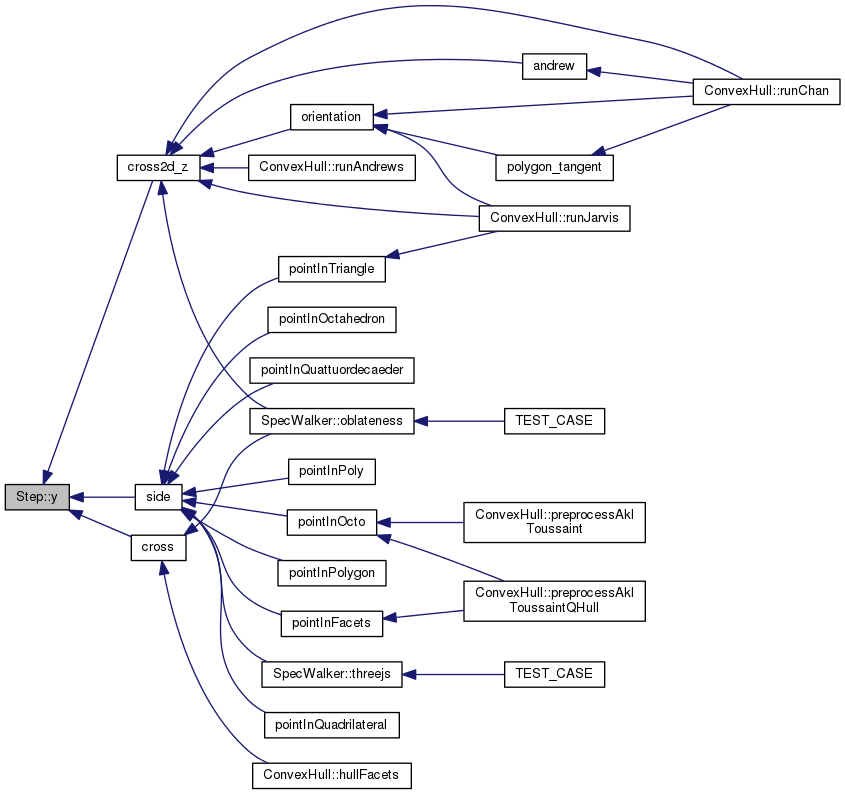 andrew
ConvexHull::runChan
orientation
cross2d_z
ConvexHull::runAndrews
polygon_tangent
ConvexHull::runJarvis
pointInTriangle
pointInOctahedron
pointInQuattuordecaeder
SpecWalker::oblateness
TEST_CASE
pointInPoly
Step::y
side
pointInOcto
ConvexHull::preprocessAkl
Toussaint
cross
pointInPolygon
ConvexHull::preprocessAkl
ToussaintQHull
pointInFacets
SpecWalker::threejs
TEST_CASE
pointInQuadrilateral
ConvexHull::hullFacets